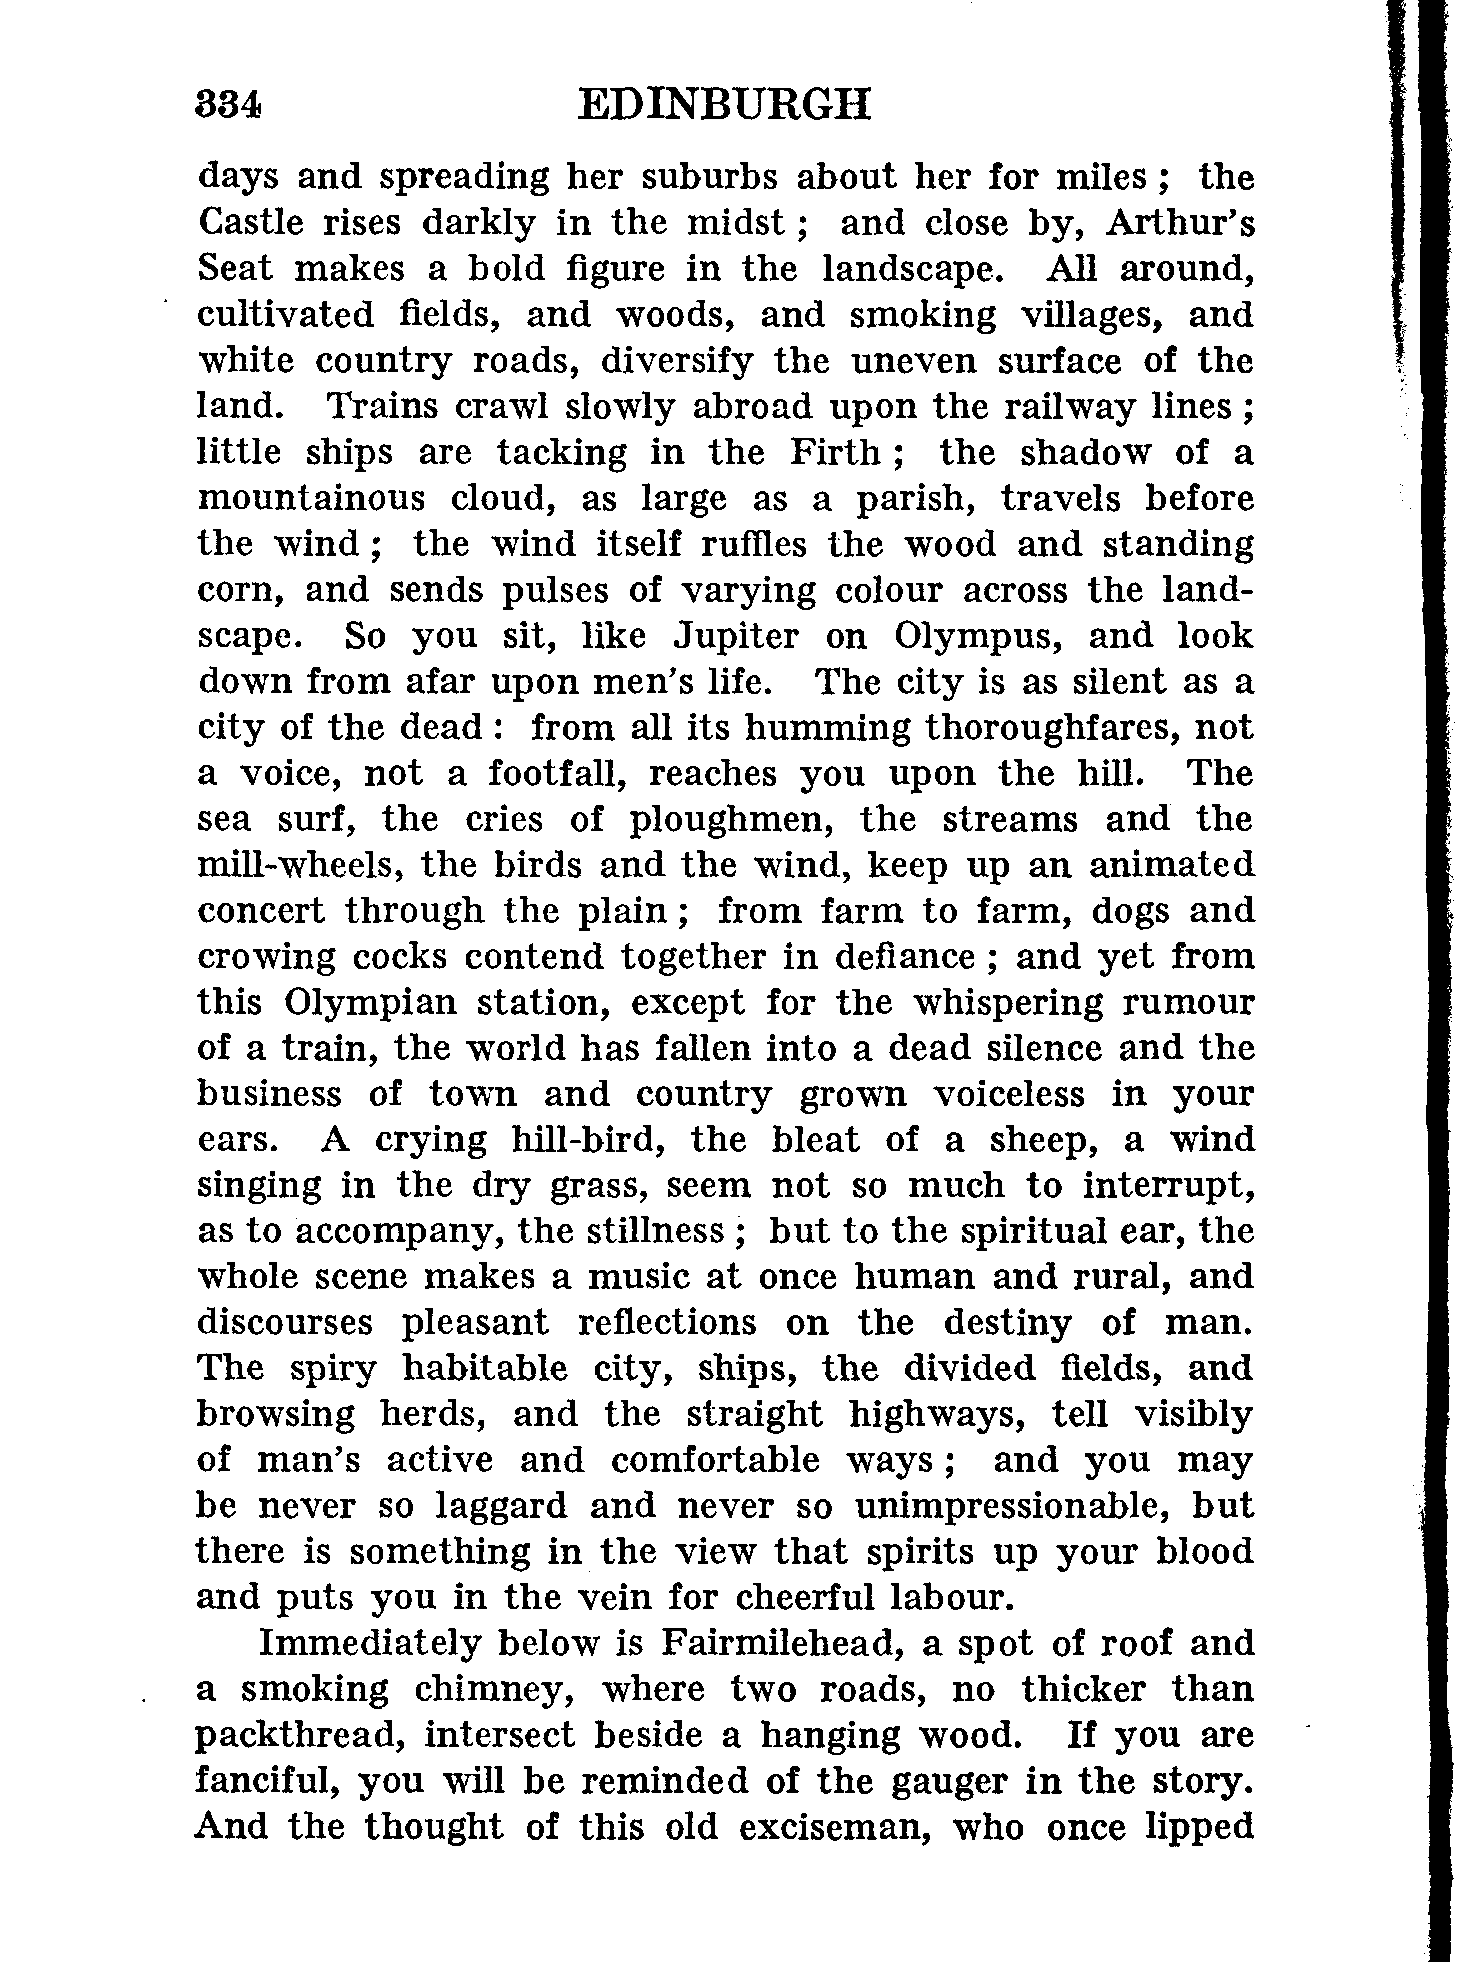 334 EDINBURGH
days and spreading her suburbs about her for miles ; the
Castle rises darkly in the midst ; and close by, Arthur's
Seat makes a bold figure in the landscape. All around,
cultivated fields, and woods, and smoking villages, and
white country roads, diversify the uneven surface of the
land. Trains crawl slowly abroad upon the railway lines ;
little ships are tacking in the Firth ; the shadow of a
mountainous cloud, as large as a parish, travels before
the wind ; the wind itself ruffles the wood and standing
corn, and sends pulses of varying colour across the land-
scape. So you sit, like Jupiter on Olympus, and look
down from afar upon men's life. The city is as silent as a
city of the dead : from all its humming thoroughfares, not
a voice, not a footfall, reaches you upon the hill. The
sea surf, the cries of ploughmen, the streams and the
mill-wheels, the birds and the wind, keep up an animated
concert through the plain ; from farm to farm, dogs and
crowing cocks contend together in defiance ; and yet from
this Olympian station, except for the whispering rumour
of a train, the world has fallen into a dead silence and the
business of town and country grown voiceless in your
ears. A crying hill-bird, the bleat of a sheep, a wind
singing in the dry grass, seem not so much to interrupt,
as to accompany, the stillness ; but to the spiritual ear, the
whole scene makes a music at once human and rural, and
discourses pleasant reflections on the destiny of man.
The spiry habitable city, ships, the divided fields, and
browsing herds, and the straight highways, tell visibly
of man's active and comfortable ways ; and you may
be never so laggard and never so unimpressionable, but
there is something in the view that spirits up your blood
and puts you in the vein for cheerful labour.
Immediately below is Fairmilehead, a spot of roof and
a smoking chimney, where two roads, no thicker than
packthread, intersect beside a hanging wood. If you are
fanciful, you will be reminded of the gauger in the story.
And the thought of this old exciseman, who once lipped